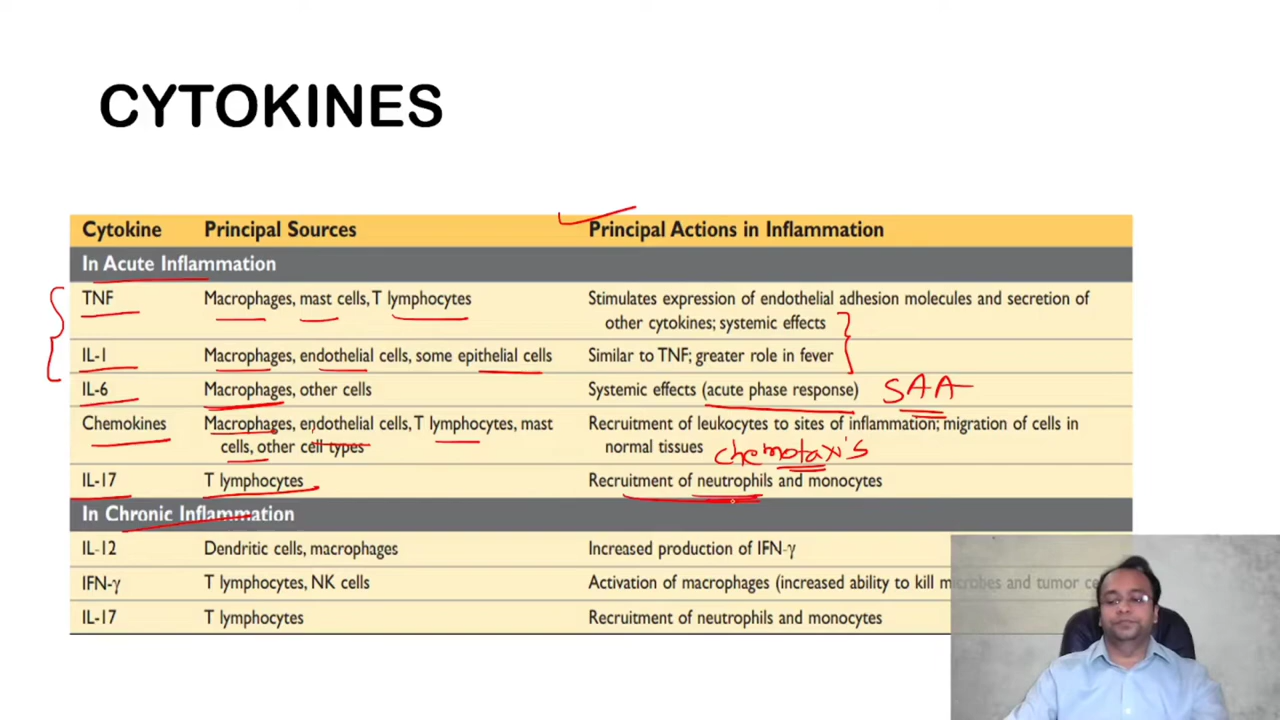 CYTOKINES
Cytokine Principal Sources Principal Actions in Inflammation
In Acute Inflammation
TNF Macrophages, mast cells, T lymphocytes Stimulates expression of endothelial adhesion molecules and secretion of
other cytokines; systemic effects
IL-1 Macrophages, endothelial cells, some epithelial cells Similar to TNF; greater role in fever
IL-6 Macrophages, other cells Systemic effects (acute phase response) SAA
Chemokines Macrophages, endothelial cells, T lymphocytes, mast Recruitment of leukocytes to sites of inflammation; migration of cells in
cells, other cell types normal tissues chemotaxis
IL-17 T lymphocytes Recruitment of neutrophils and monocytes
In Chronic Inflammation
IL-12 Dendritic cells, macrophages Increased production of IFN-γ
IFN-γ T lymphocytes, NK cells Activation of macrophages (increased ability to kill microbes and tumor
IL-17 T lymphocytes Recruitment of neutrophils and monocytes